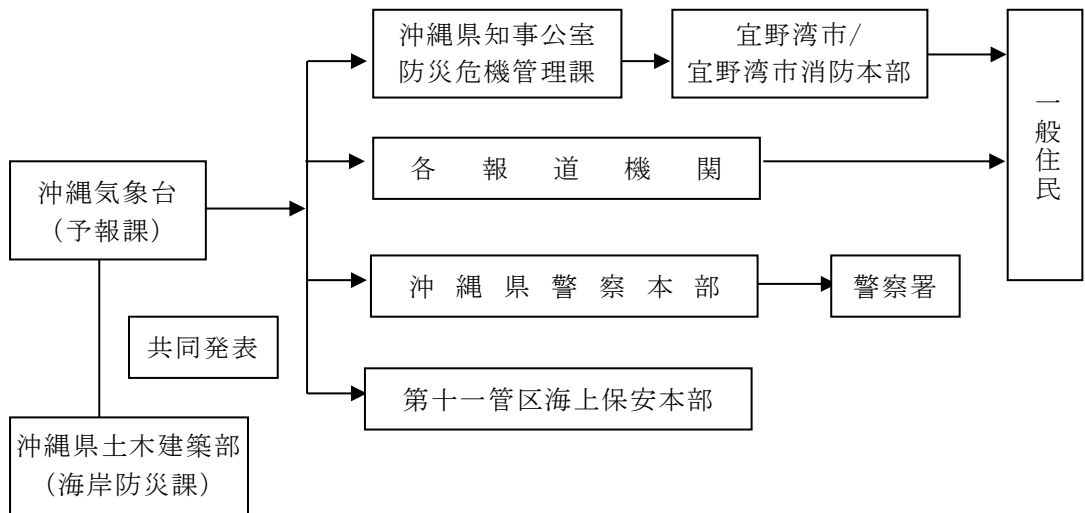 沖縄県知事公室
防災危機管理課
宜野湾市/
宜野湾市消防本部
一般住民
各報道機関
沖縄気象台
(予報課)
沖縄県警察本部
警察署
共同発表
第十一管区海上保安本部
沖縄県土木建築部
(海岸防災課)